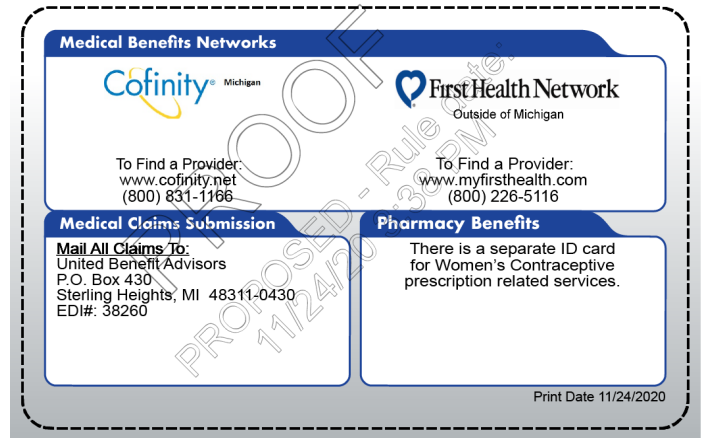 Medical Benefits Networks
Cofinity® Michigan
To Find a Provider:
www.cofinity.net
(800) 831-1166
First Health Network
Outside of Michigan
To Find a Provider:
www.myfirsthealth.com
(800) 226-5116
Medical Claims Submission
Mail All Claims To:
United Benefit Advisors
P.O. Box 430
Sterling Heights, MI 48311-0430
EDI#: 38260
Pharmacy Benefits
There is a separate ID card
for Women's Contraceptive
prescription related services.
Print Date 11/24/2020
PROOF
PROPOSED - Rule date:
11/24/20 3:38 PM